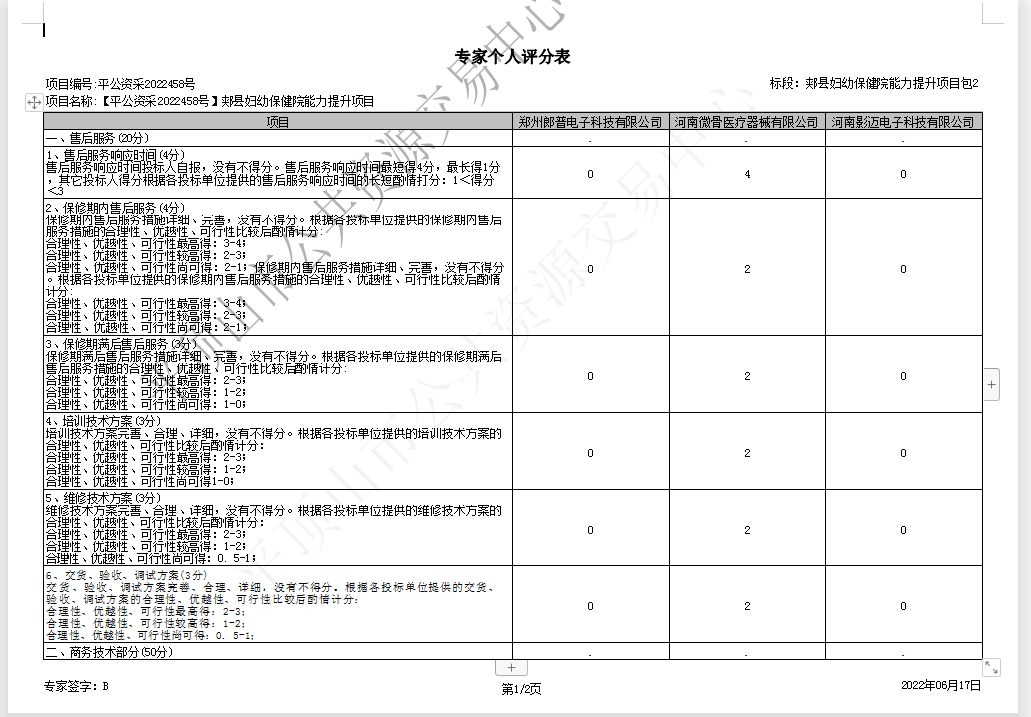 专家个人评分表
项目编号:平公资采2022458号
标段：郏县妇幼保健院能力提升项目包2
项目名称:【平公资采2022458号】郏县妇幼保健院能力提升项目
项目 郑州郎普电子科技有限公司 河南微骨医疗器械有限公司 河南影迈电子科技有限公司
一、售后服务(20分) . . .
1、售后服务响应时间(4分)
售后服务响应时间投标人自报，没有不得分。售后服务响应时间最短得4分，最长得1分
，其它投标人得分根据各投标单位提供的售后服务响应时间的长短酌情打分：1＜得分
＜3
0 4 0
2、保修期内售后服务(4分)
保修期内售后服务措施详细、完善，没有不得分。根据各投标单位提供的保修期内售后
服务措施的合理性、优越性、可行性比较后酌情计分:
合理性、优越性、可行性最高得：3-4;
合理性、优越性、可行性较高得：2-3;
合理性、优越性、可行性尚可得：2-1；保修期内售后服务措施详细、完善，没有不得分
。根据各投标单位提供的保修期内售后服务措施的合理性、优越性、可行性比较后酌情
计分:
合理性、优越性、可行性最高得：3-4;
合理性、优越性、可行性较高得：2-3;
合理性、优越性、可行性尚可得：2-1;
0 2 0
3、保修期满后售后服务(3分)
保修期满后售后服务措施详细、完善，没有不得分。根据各投标单位提供的保修期满后
售后服务措施的合理性、优越性、可行性比较后酌情计分:
合理性、优越性、可行性最高得：2-3;
合理性、优越性、可行性较高得：1-2;
合理性、优越性、可行性尚可得：1-0;
0 2 0
4、培训技术方案(3分)
培训技术方案完善、合理、详细，没有不得分。根据各投标单位提供的培训技术方案的
合理性、优越性、可行性比较后酌情计分：
合理性、优越性、可行性最高得：2-3;
合理性、优越性、可行性较高得：1-2;
合理性、优越性、可行性尚可得1-0;
0 2 0
5、维修技术方案(3分)
维修技术方案完善、合理、详细，没有不得分。根据各投标单位提供的维修技术方案的
合理性、优越性、可行性比较后酌情计分：
合理性、优越性、可行性最高得：2-3;
合理性、优越性、可行性较高得：1-2;
合理性、优越性、可行性尚可得：0.5-1;
0 2 0
6、交货、验收、调试方案(3分)
交货、验收、调试方案完善、合理、详细，没有不得分。根据各投标单位提供的交货、
验收、调试方案的合理性、优越性、可行性比较后酌情计分：
合理性、优越性、可行性最高得：2-3;
合理性、优越性、可行性较高得：1-2;
合理性、优越性、可行性尚可得：0.5-1;
0 2 0
二、商务技术部分(50分) . . .
专家签字：B
第1/2页
2022年06月17日
平顶山市公共资源交易中心
平顶山市公共资源交易中心